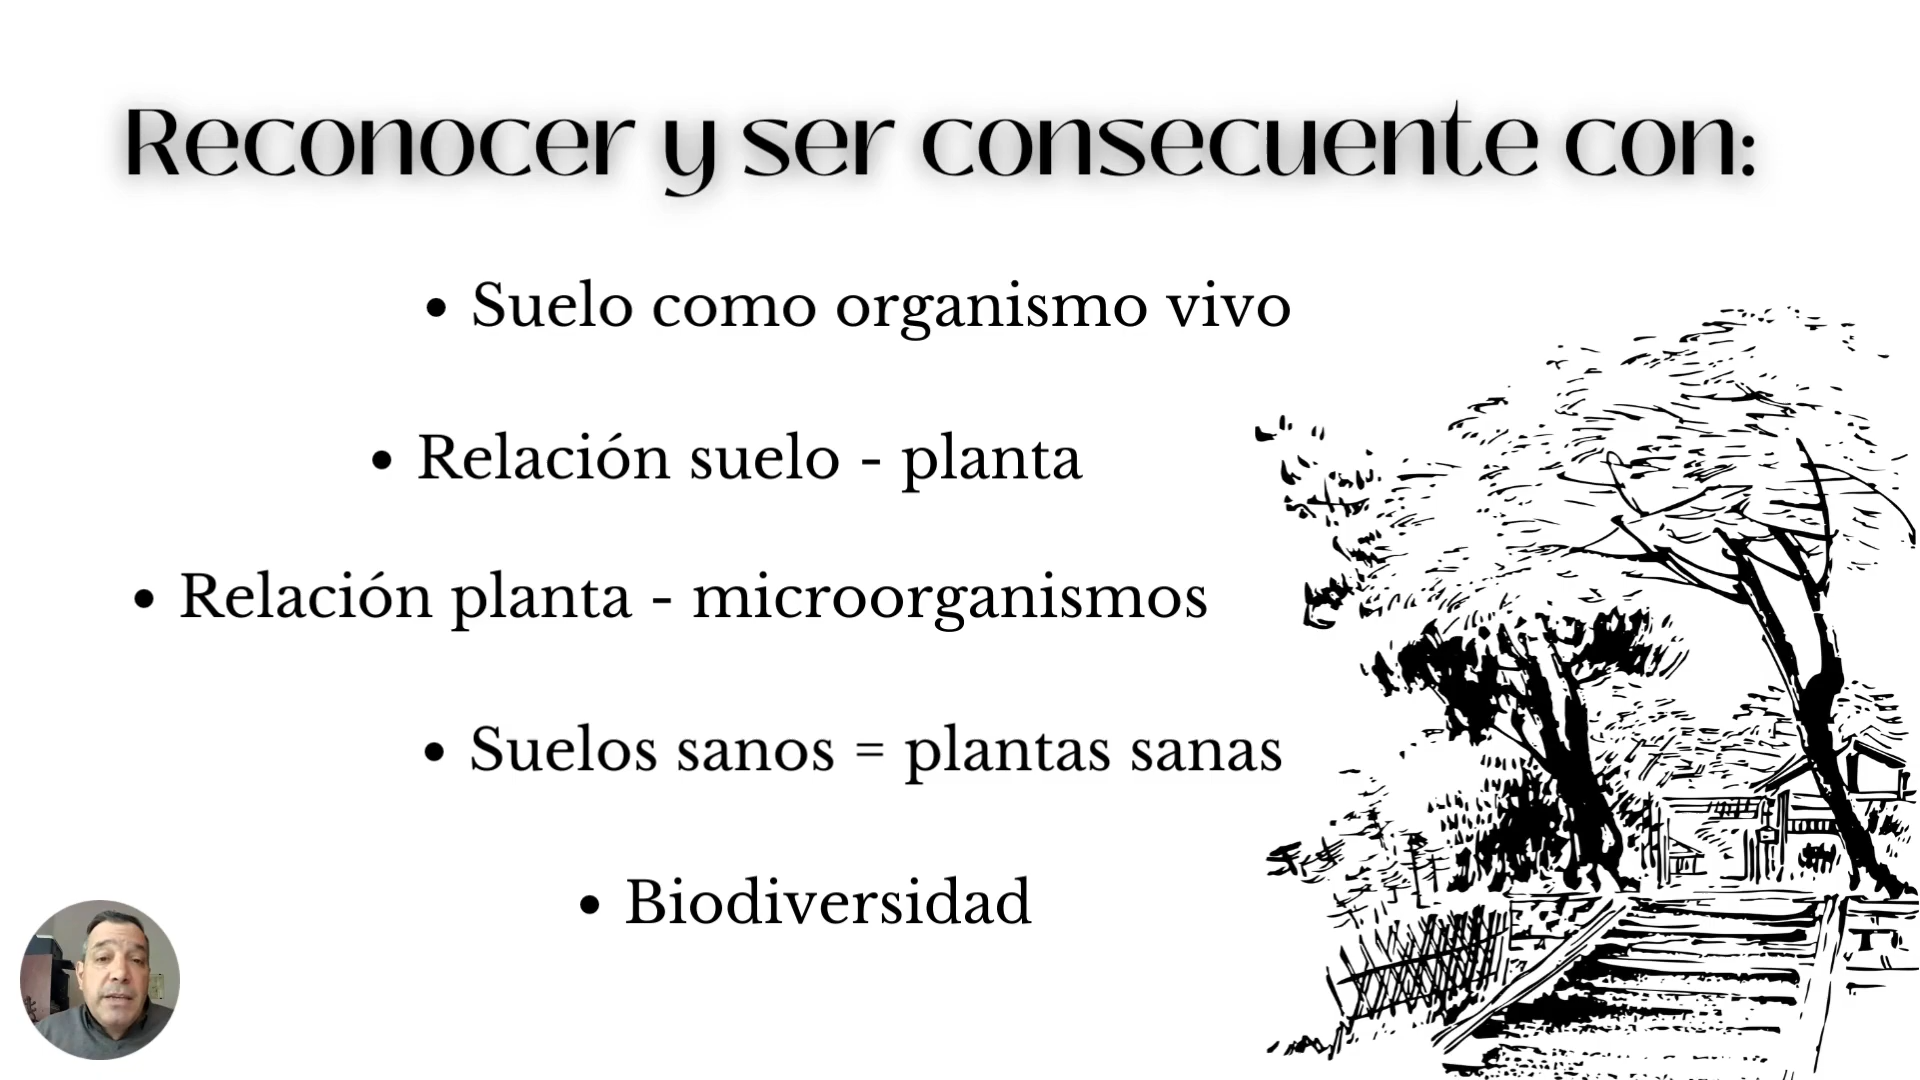 Reconocer y ser consecuente con:
• Suelo como organismo vivo
• Relación suelo - planta
• Relación planta - microorganismos
• Suelos sanos = plantas sanas
• Biodiversidad